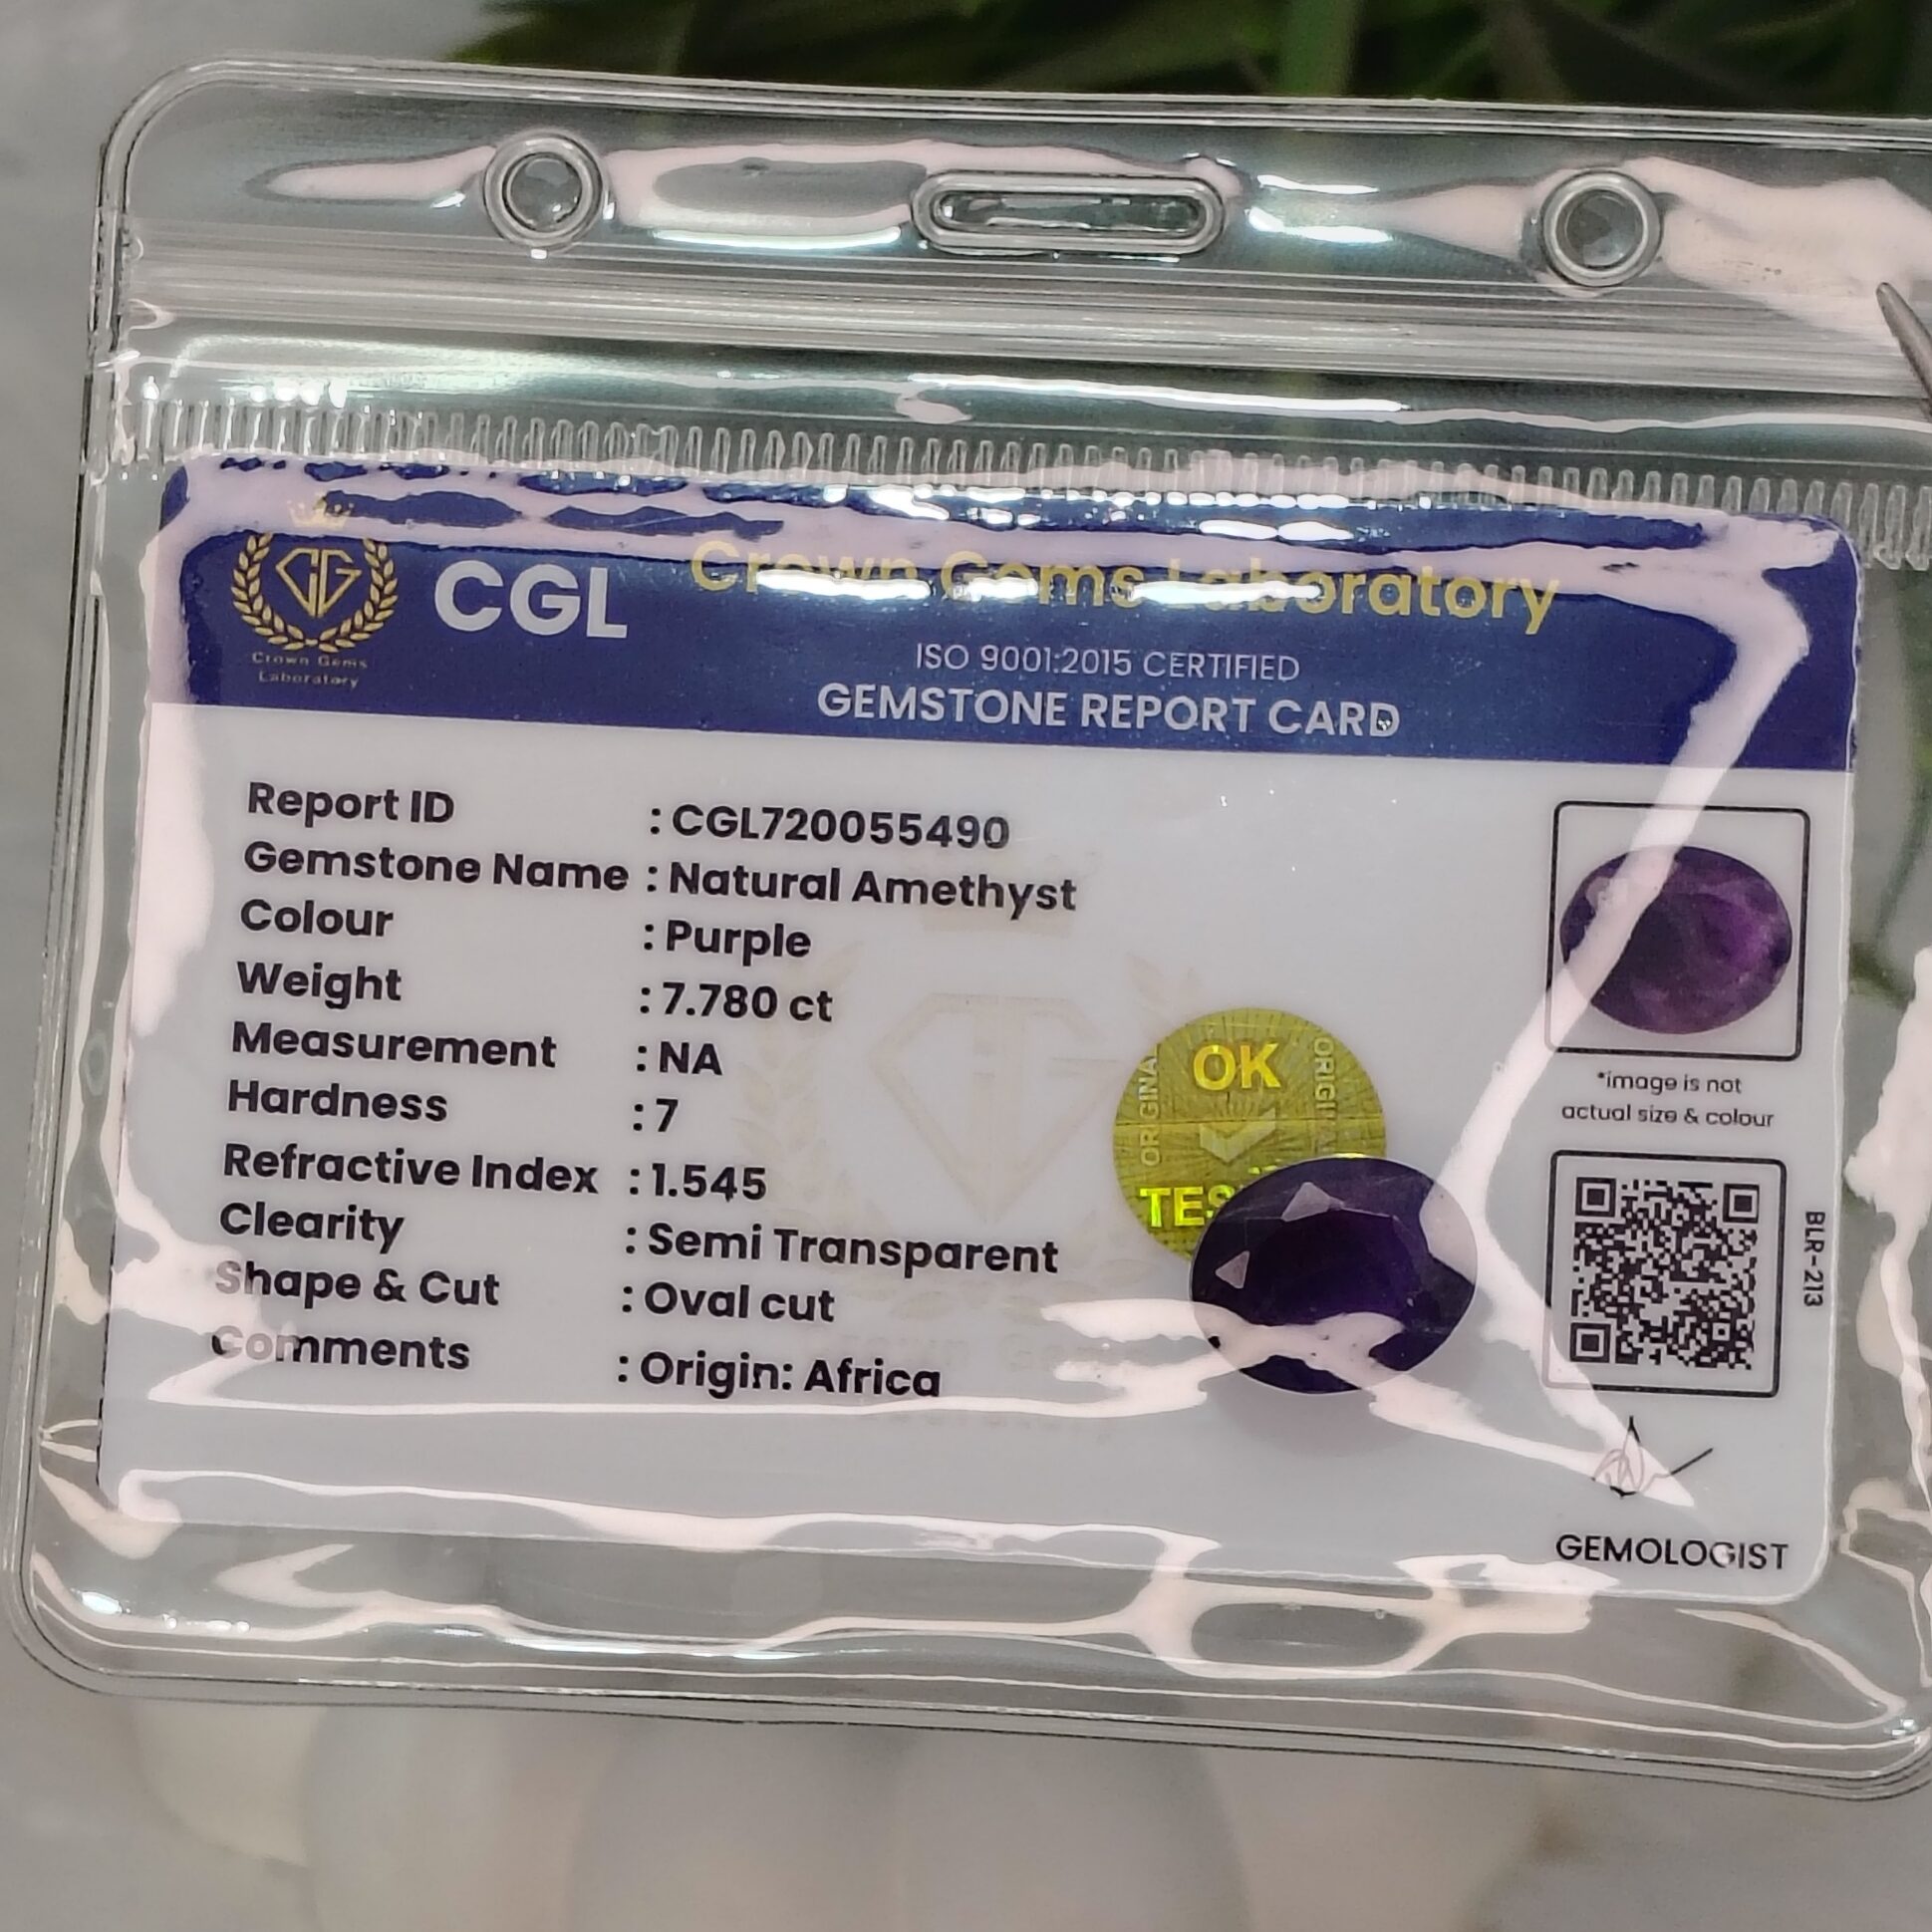 CGL
Crown Gems Laboratory
Crown Gems
Laboratory
ISO 9001:2015 CERTIFIED
GEMSTONE REPORT CARD
Report ID : CGL720055490
Gemstone Name : Natural Amethyst
Colour : Purple
Weight : 7.780 ct
Measurement : NA
Hardness : 7
Refractive Index : 1.545
Clearity : Semi Transparent
Shape & Cut : Oval cut
Comments : Origin: Africa
OK
*image is not
actual size & colour
BLR-213
GEMOLOGIST